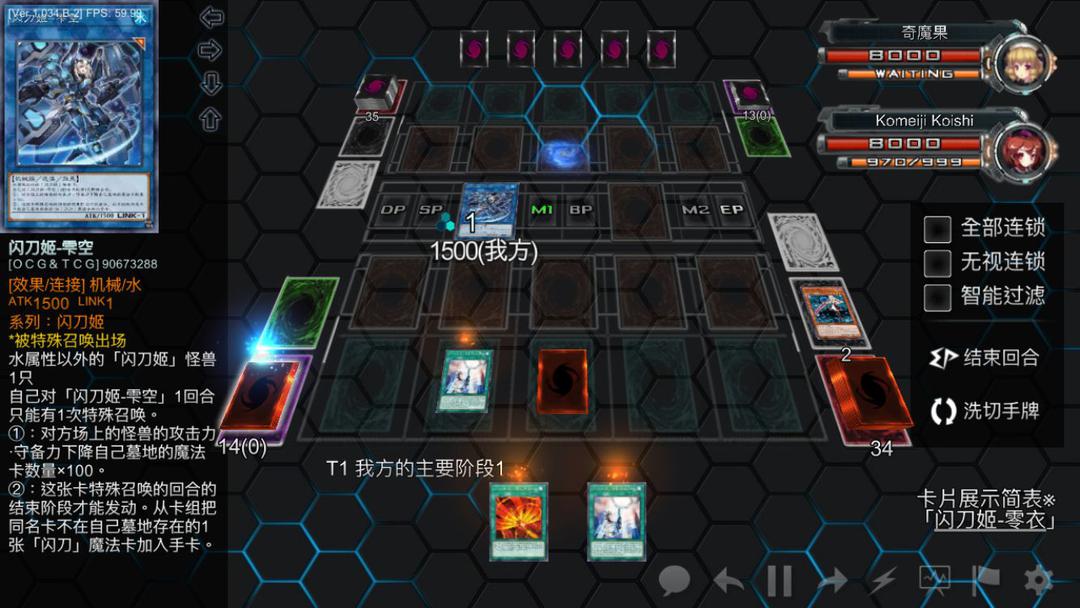 [Ver 1.034.B-2] FPS: 59.99
闪刀姬-零空
水
ATK/1500 LINK-1
闪刀姬-雫空
[OCG&TCG] 90673288
[效果/连接] 机械/水
ATK1500 LINK1
系列：闪刀姬
*被特殊召唤出场
水属性以外的「闪刀姬」怪兽
1只
自己对「闪刀姬-雫空」1回合
只能有1次特殊召唤。
①：对方场上的怪兽的攻击力
·守备力下降自己墓地的魔法
卡数量×100。
②：这张卡特殊召唤的回合的
结束阶段才能发动。从卡组把
同名卡不在自己墓地存在的1
张「闪刀」魔法卡加入手卡。
35
13(0)
DP SP M1 BP M2 EP
1
1500(我方)
2
14(0)
34
T1 我方的主要阶段1
奇魔果
8000
WAITING
Komeiji Koishi
8000
970/999
全部连锁
无视连锁
智能过滤
结束回合
洗切手牌
卡片展示简表※
「闪刀姬-零衣」